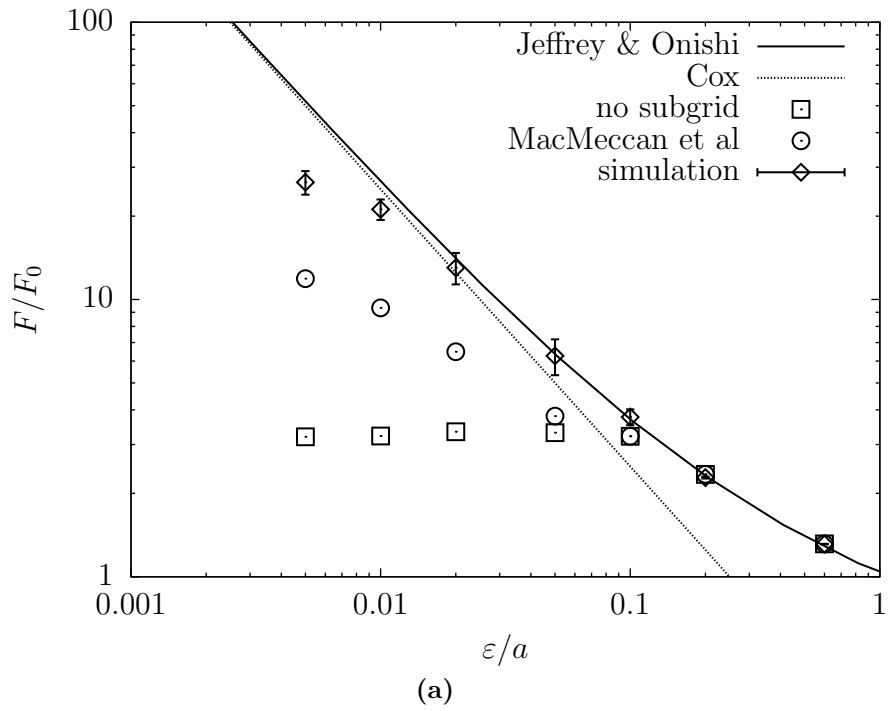 100
10
1
F/F₀
Jeffrey & Onishi
Cox
no subgrid
MacMeccan et al
simulation
0.001
0.01
0.1
1
ε/a
(a)